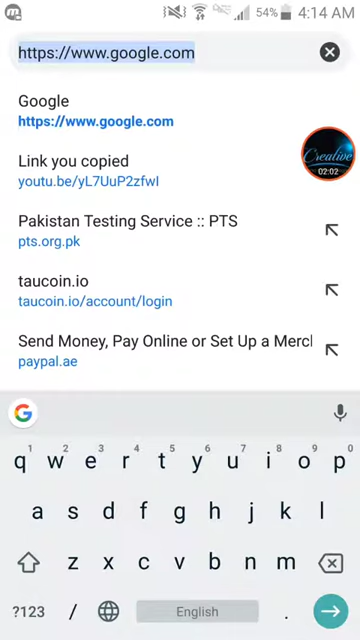 54% 4:14 AM
https://www.google.com
Google
https://www.google.com
Link you copied
youtu.be/yL7UuP2zfwI
Creative
02:02
Pakistan Testing Service :: PTS
pts.org.pk
taucoin.io
taucoin.io/account/login
Send Money, Pay Online or Set Up a Merch
paypal.ae
G
1 2 3 4 5 6 7 8 9 0
q w e r t y u i o p
a s d f g h j k l
z x c v b n m
?123 / English .